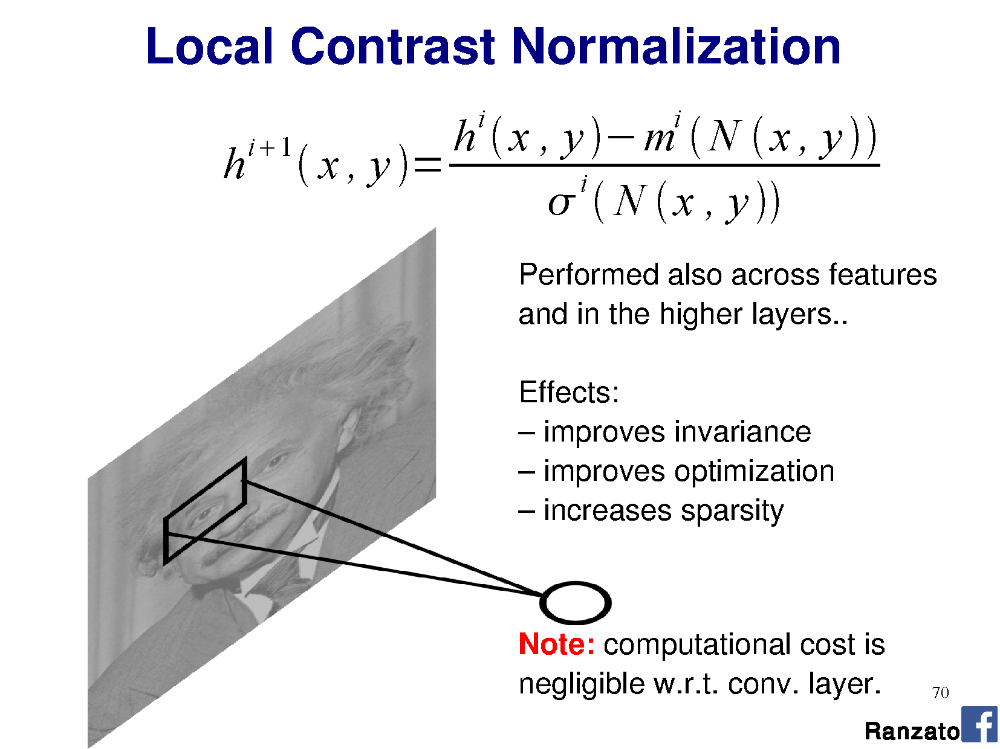 Local Contrast Normalization
h^{i+1}(x, y) = \frac{h^i(x, y) − m^i(N(x, y))}{σ^i(N(x, y))}
Performed also across features
and in the higher layers..
Effects:
– improves invariance
– improves optimization
– increases sparsity
Note: computational cost is
negligible w.r.t. conv. layer.
70
Ranzato f